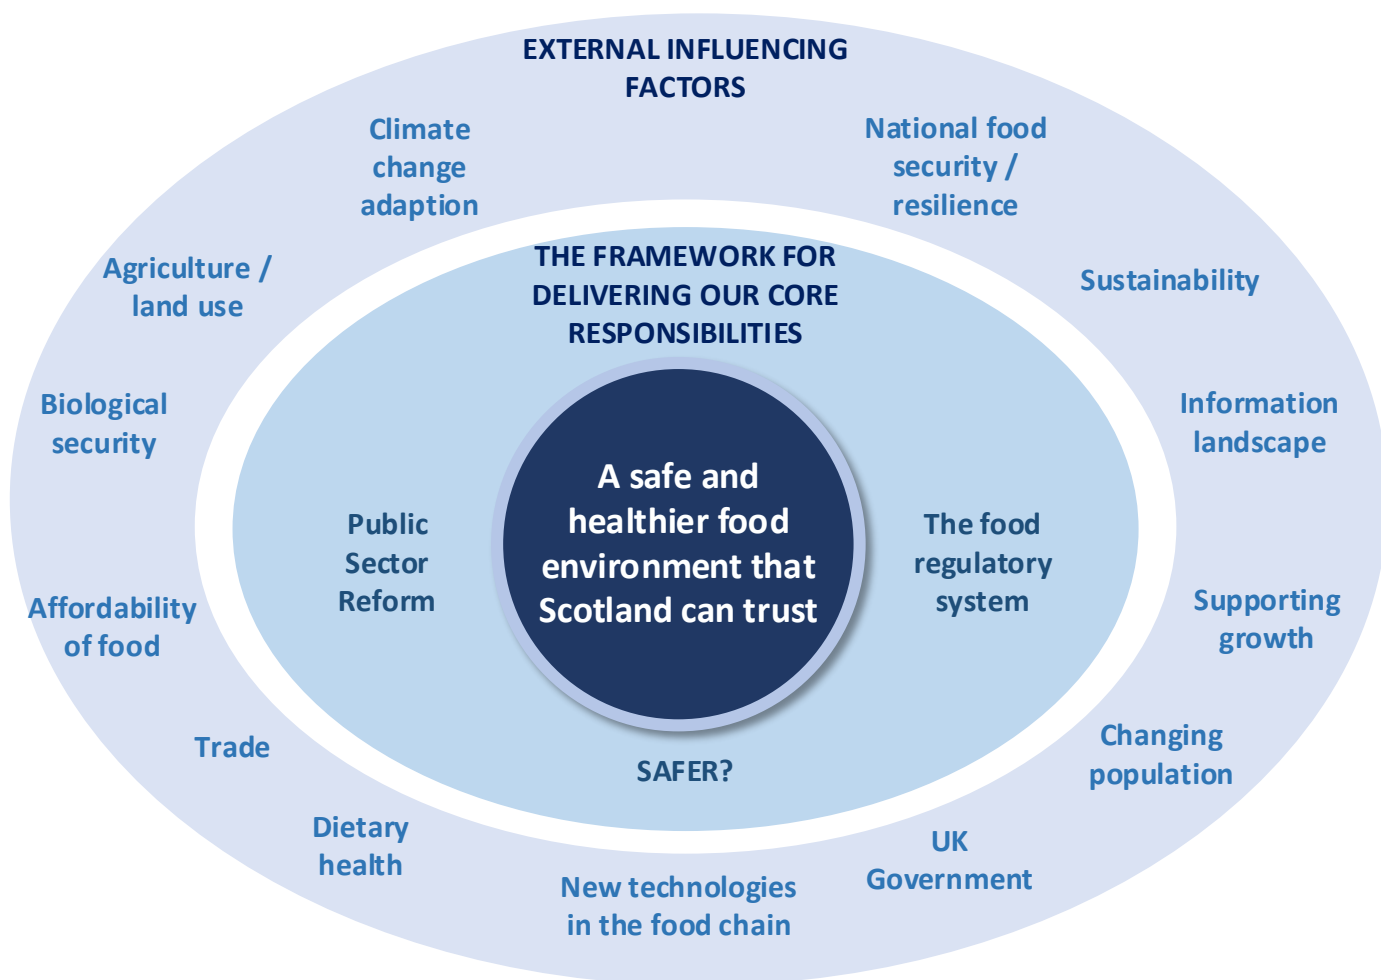 EXTERNAL INFLUENCING
FACTORS
Climate
change
adaption
National food
security /
resilience
Agriculture /
land use
Sustainability
Biological
security
Information
landscape
Affordability
of food
Supporting
growth
Trade
Changing
population
Dietary
health
UK
Government
New technologies
in the food chain
THE FRAMEWORK FOR
DELIVERING OUR CORE
RESPONSIBILITIES
Public
Sector
Reform
The food
regulatory
system
SAFER?
A safe and
healthier food
environment that
Scotland can trust